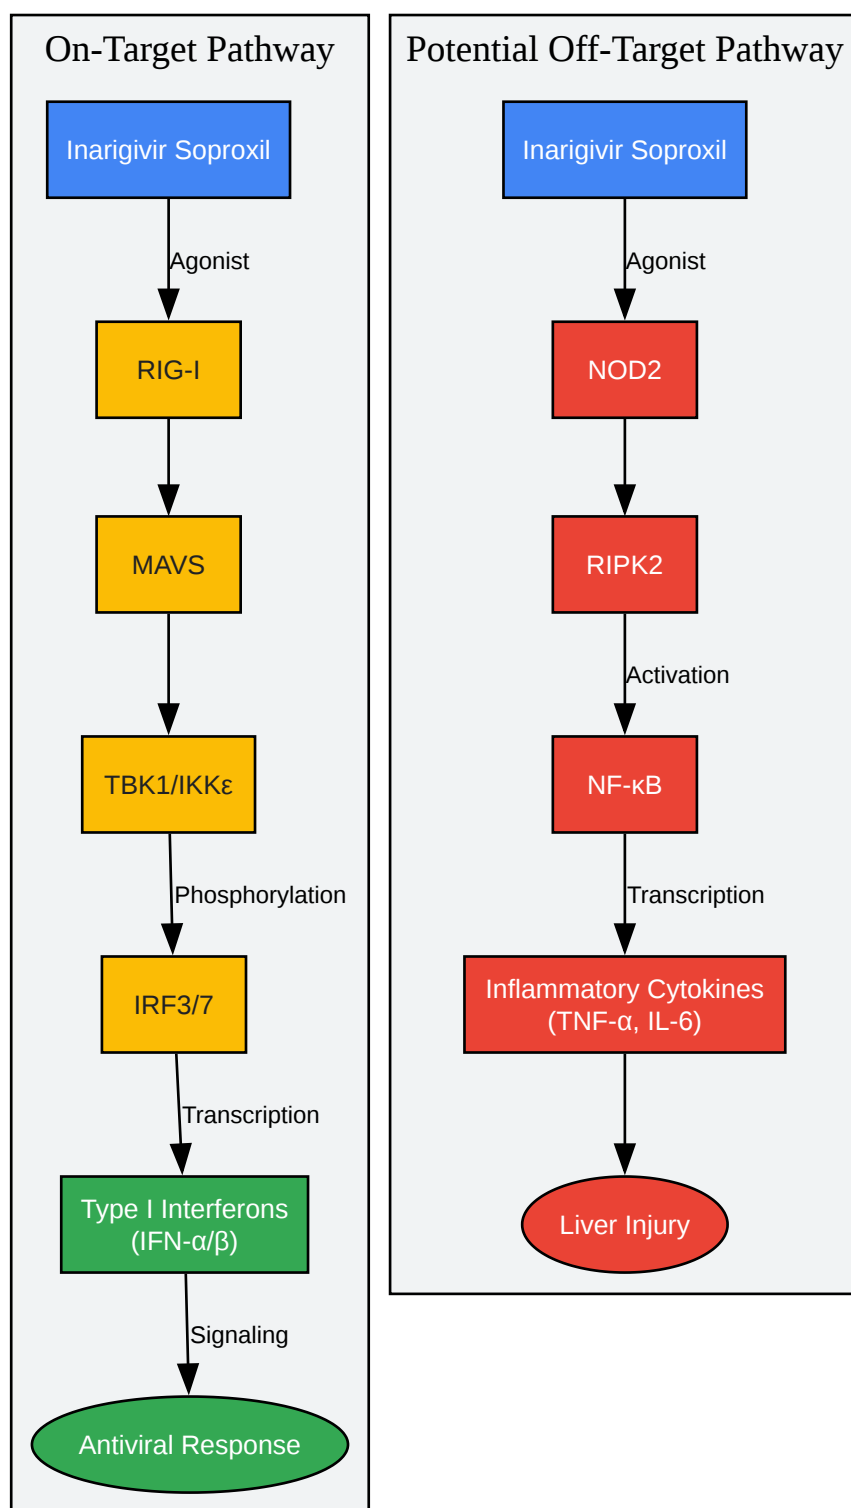 On-Target Pathway
Inarigivir Soproxil
Agonist
RIG-I
MAVS
TBK1/IKKε
Phosphorylation
IRF3/7
Transcription
Type I Interferons
(IFN-α/β)
Signaling
Antiviral Response
Potential Off-Target Pathway
Inarigivir Soproxil
Agonist
NOD2
RIPK2
Activation
NF-κB
Transcription
Inflammatory Cytokines
(TNF-α, IL-6)
Liver Injury